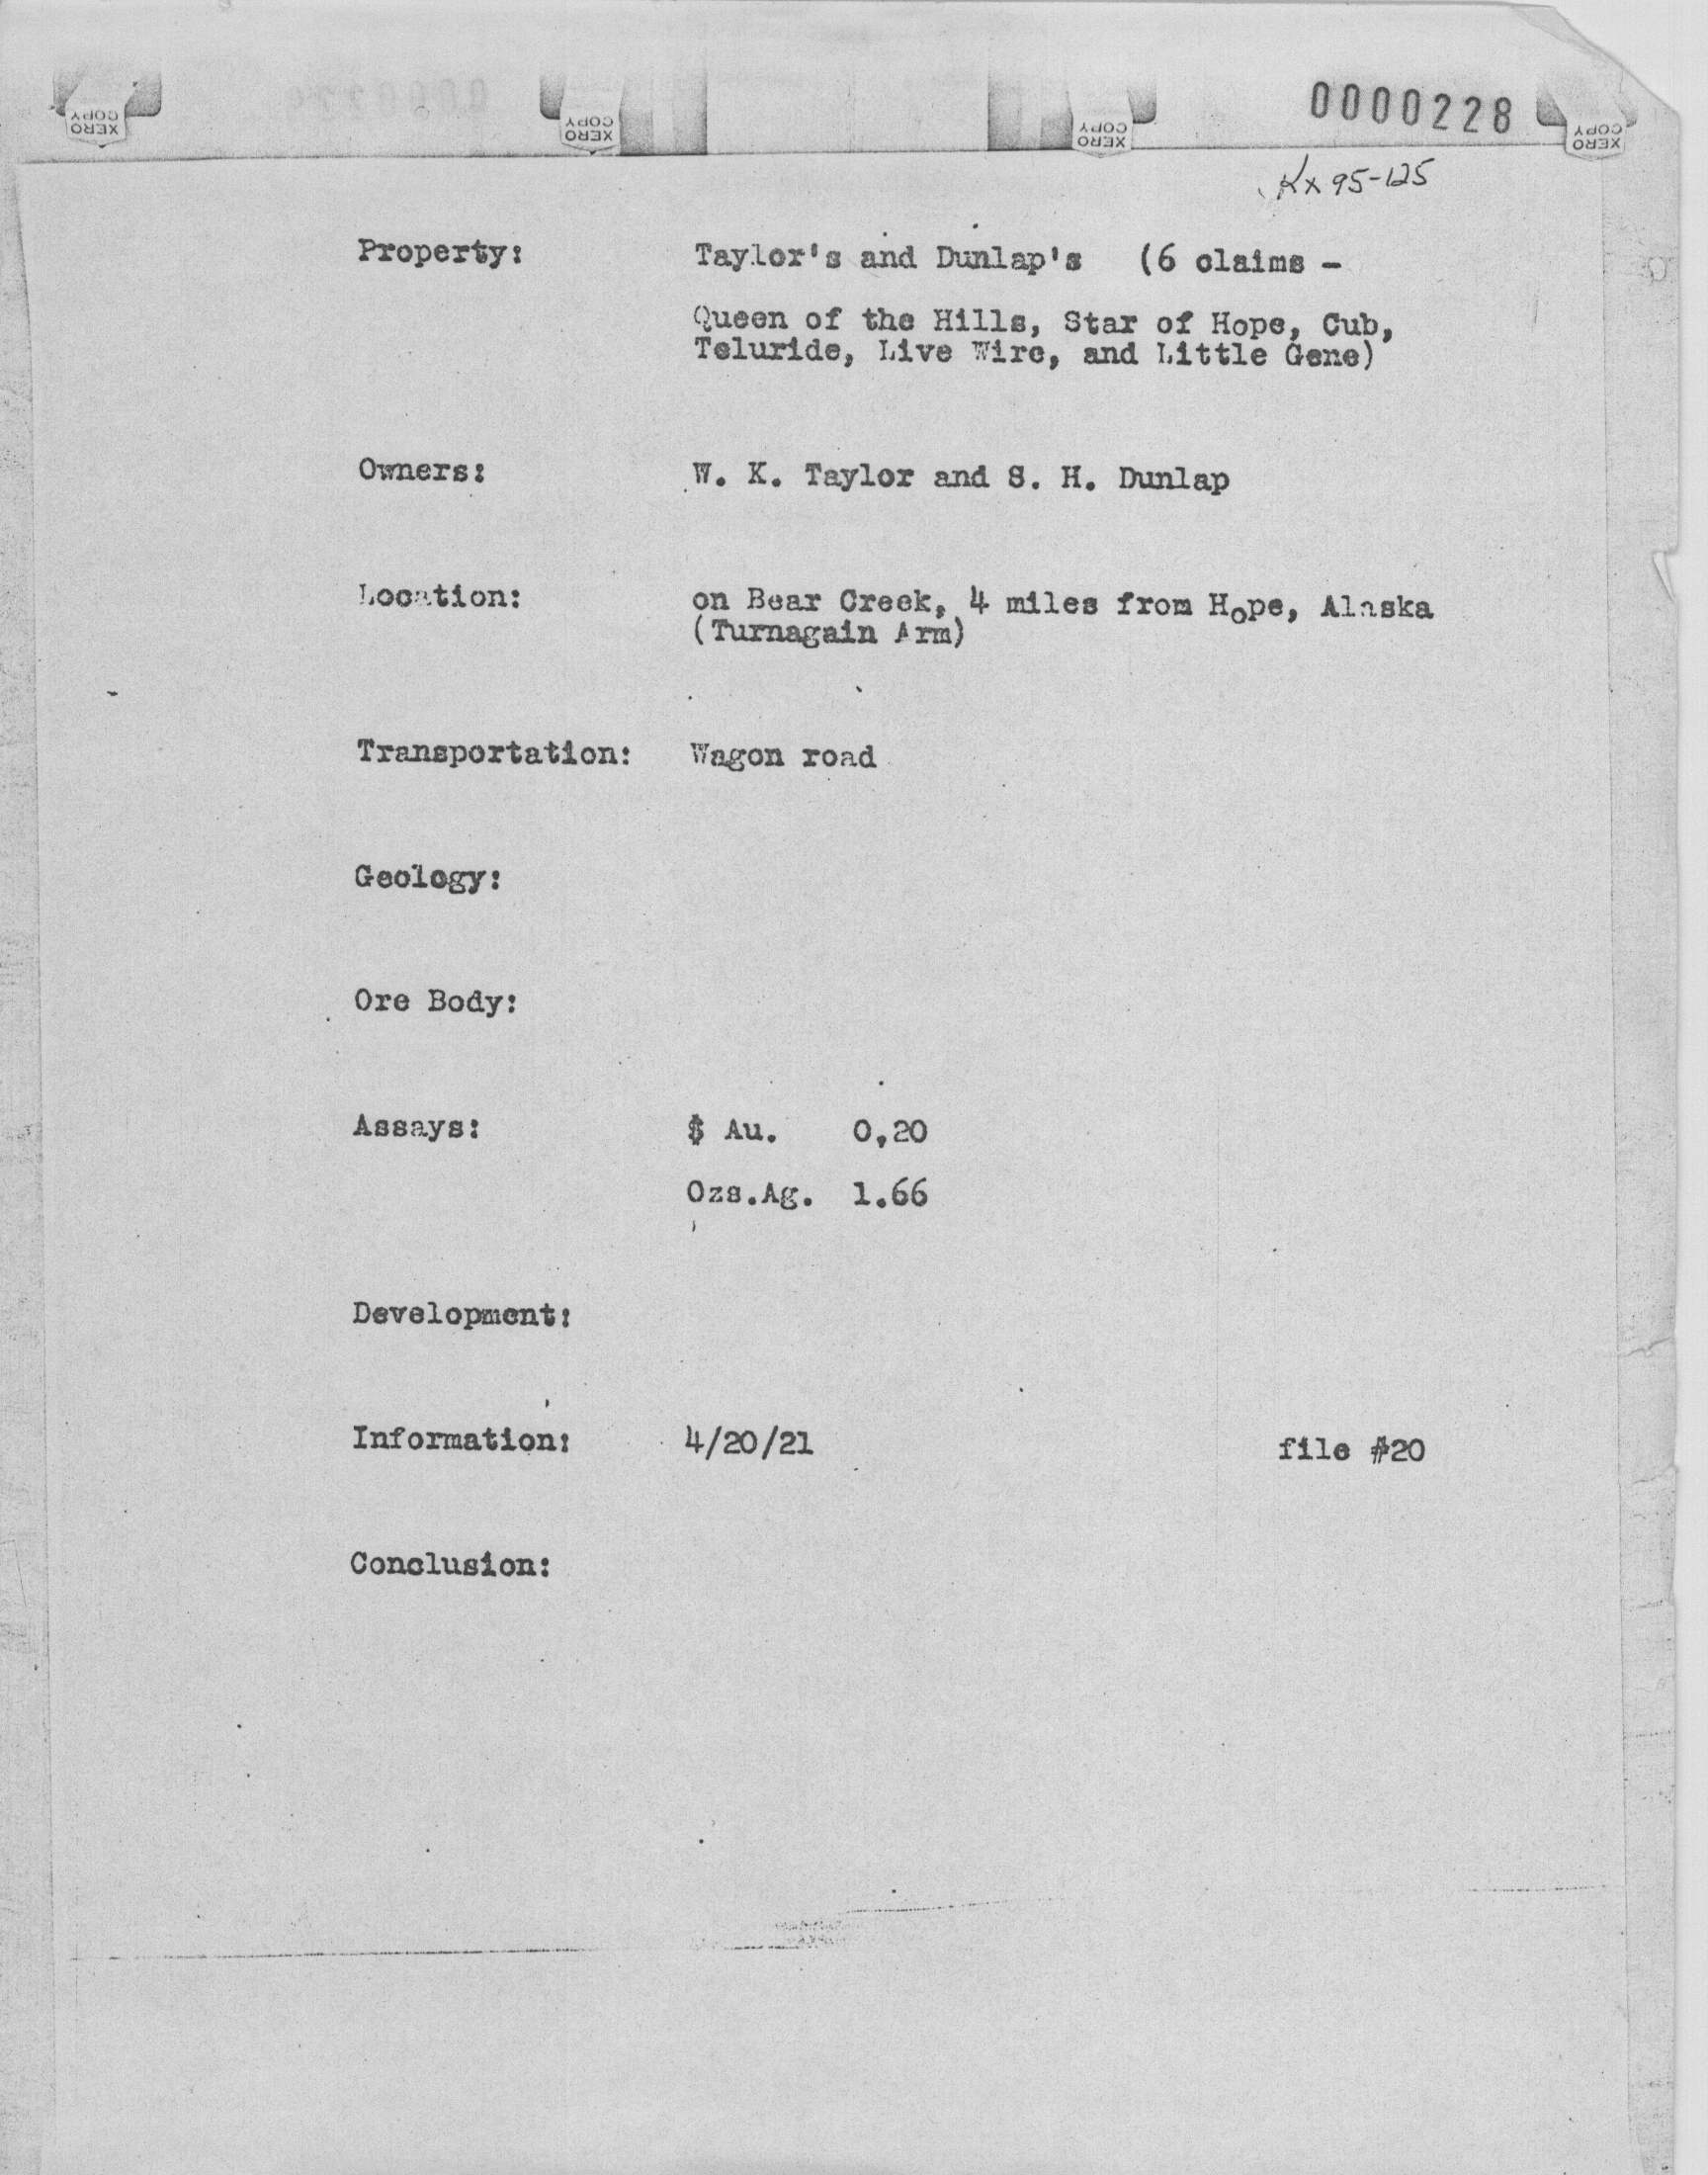 0000228
XERO COPY
XERO COPY
XERO COPY
XERO COPY
Kx 95-125
Property: Taylor's and Dunlap's (6 claims -
Queen of the Hills, Star of Hope, Cub,
Teluride, Live Wire, and Little Gene)
Owners: W. K. Taylor and S. H. Dunlap
Location: on Bear Creek, 4 miles from Hope, Alaska
(Turnagain Arm)
Transportation: Wagon road
Geology:
Ore Body:
Assays: $ Au. 0,20
Ozs.Ag. 1.66
Development:
Information: 4/20/21 file #20
Conclusion: